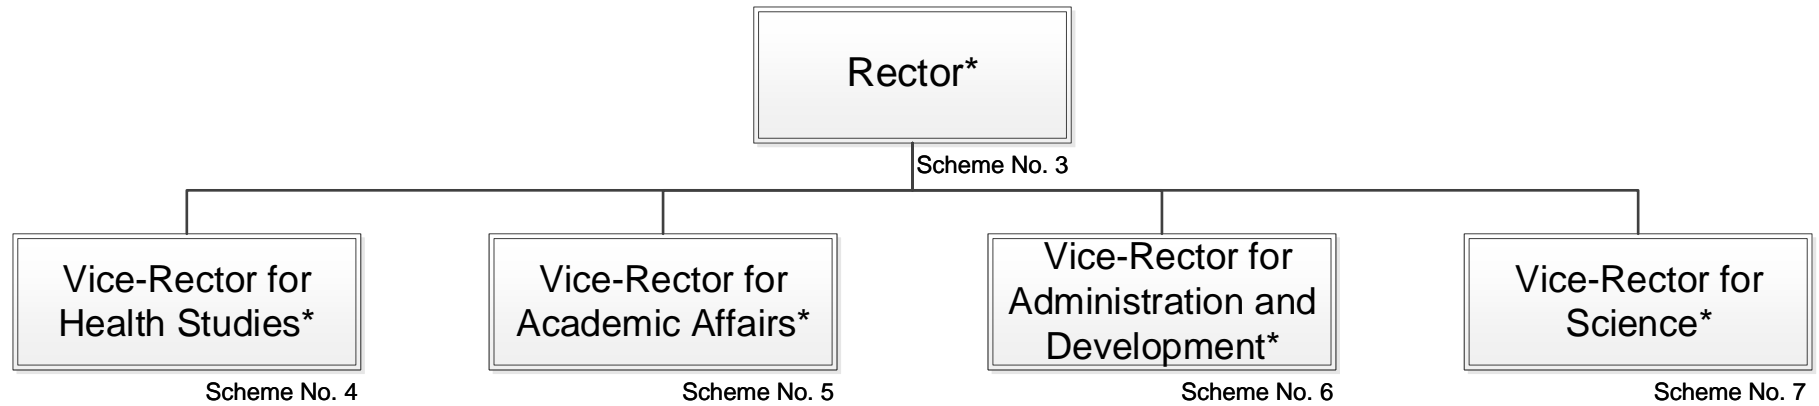 Rector*
Scheme No. 3
Vice-Rector for
Health Studies*
Scheme No. 4
Vice-Rector for
Academic Affairs*
Scheme No. 5
Vice-Rector for
Administration and
Development*
Scheme No. 6
Vice-Rector for
Science*
Scheme No. 7